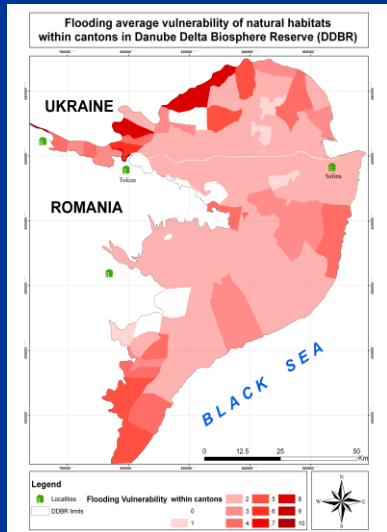 Flooding average vulnerability of natural habitats
within cantons in Danube Delta Biosphere Reserve (DDBR)
UKRAINE
Tulcea
Sulina
ROMANIA
BLACK SEA
0 12.5 25 50
Km
Legend
Localities
DDBR limits
Flooding Vulnerability within cantons
0
1
2
3
4
5
6
7
8
9
10
N
W
E
S